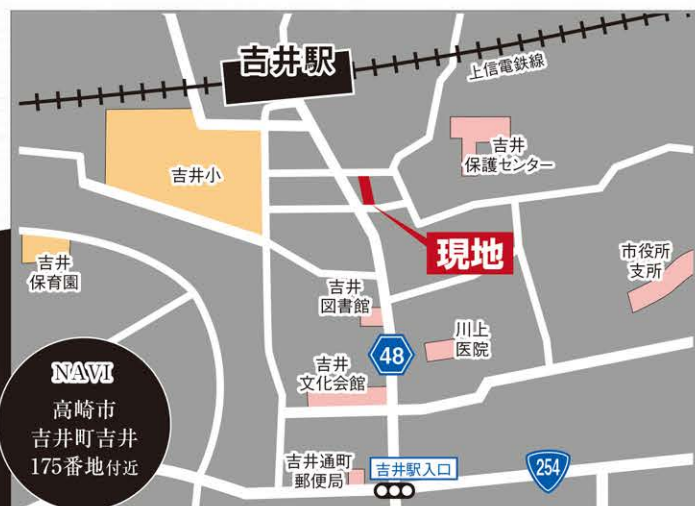 吉井駅
上信電鉄線
吉井小
吉井
保護センター
現地
吉井
保育園
市役所
支所
吉井
図書館
48
川上
医院
吉井
文化会館
NAVI
高崎市
吉井町吉井
175番地付近
吉井通町
郵便局
吉井駅入口
254